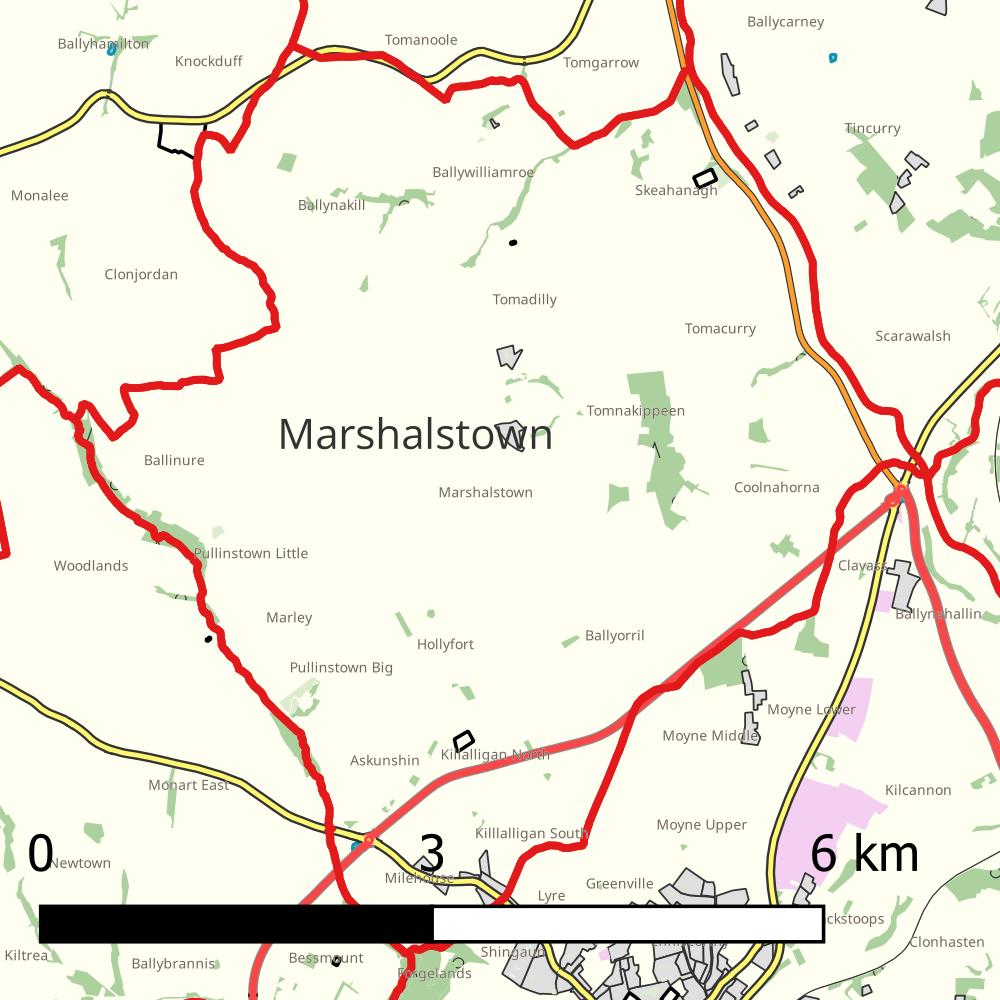 Ballycarney
Ballyhamilton
Tomanoole
Knockduff
Tomgarrow
Tincurry
Ballywilliamroe
Skeahanagh
Monalee
Ballynakill
Clonjordan
Tomadilly
Tomacurry
Scarawalsh
Tomnakippeen
Marshalstown
Ballinure
Marshalstown
Coolnahorna
Pullinstown Little
Woodlands
Clavass
Ballynahallin
Marley
Hollyfort
Ballyorril
Pullinstown Big
Moyne Lower
Moyne Middle
Askunshin
Killalligan North
Monart East
Kilcannon
Moyne Upper
Killlalligan South
0 3 6 km
Newtown
Milehouse
Greenville
Lyre
ckstoops
Clonhasten
Shingaun
Kiltrea
Ballybrannis
Bessmount
Forgelands